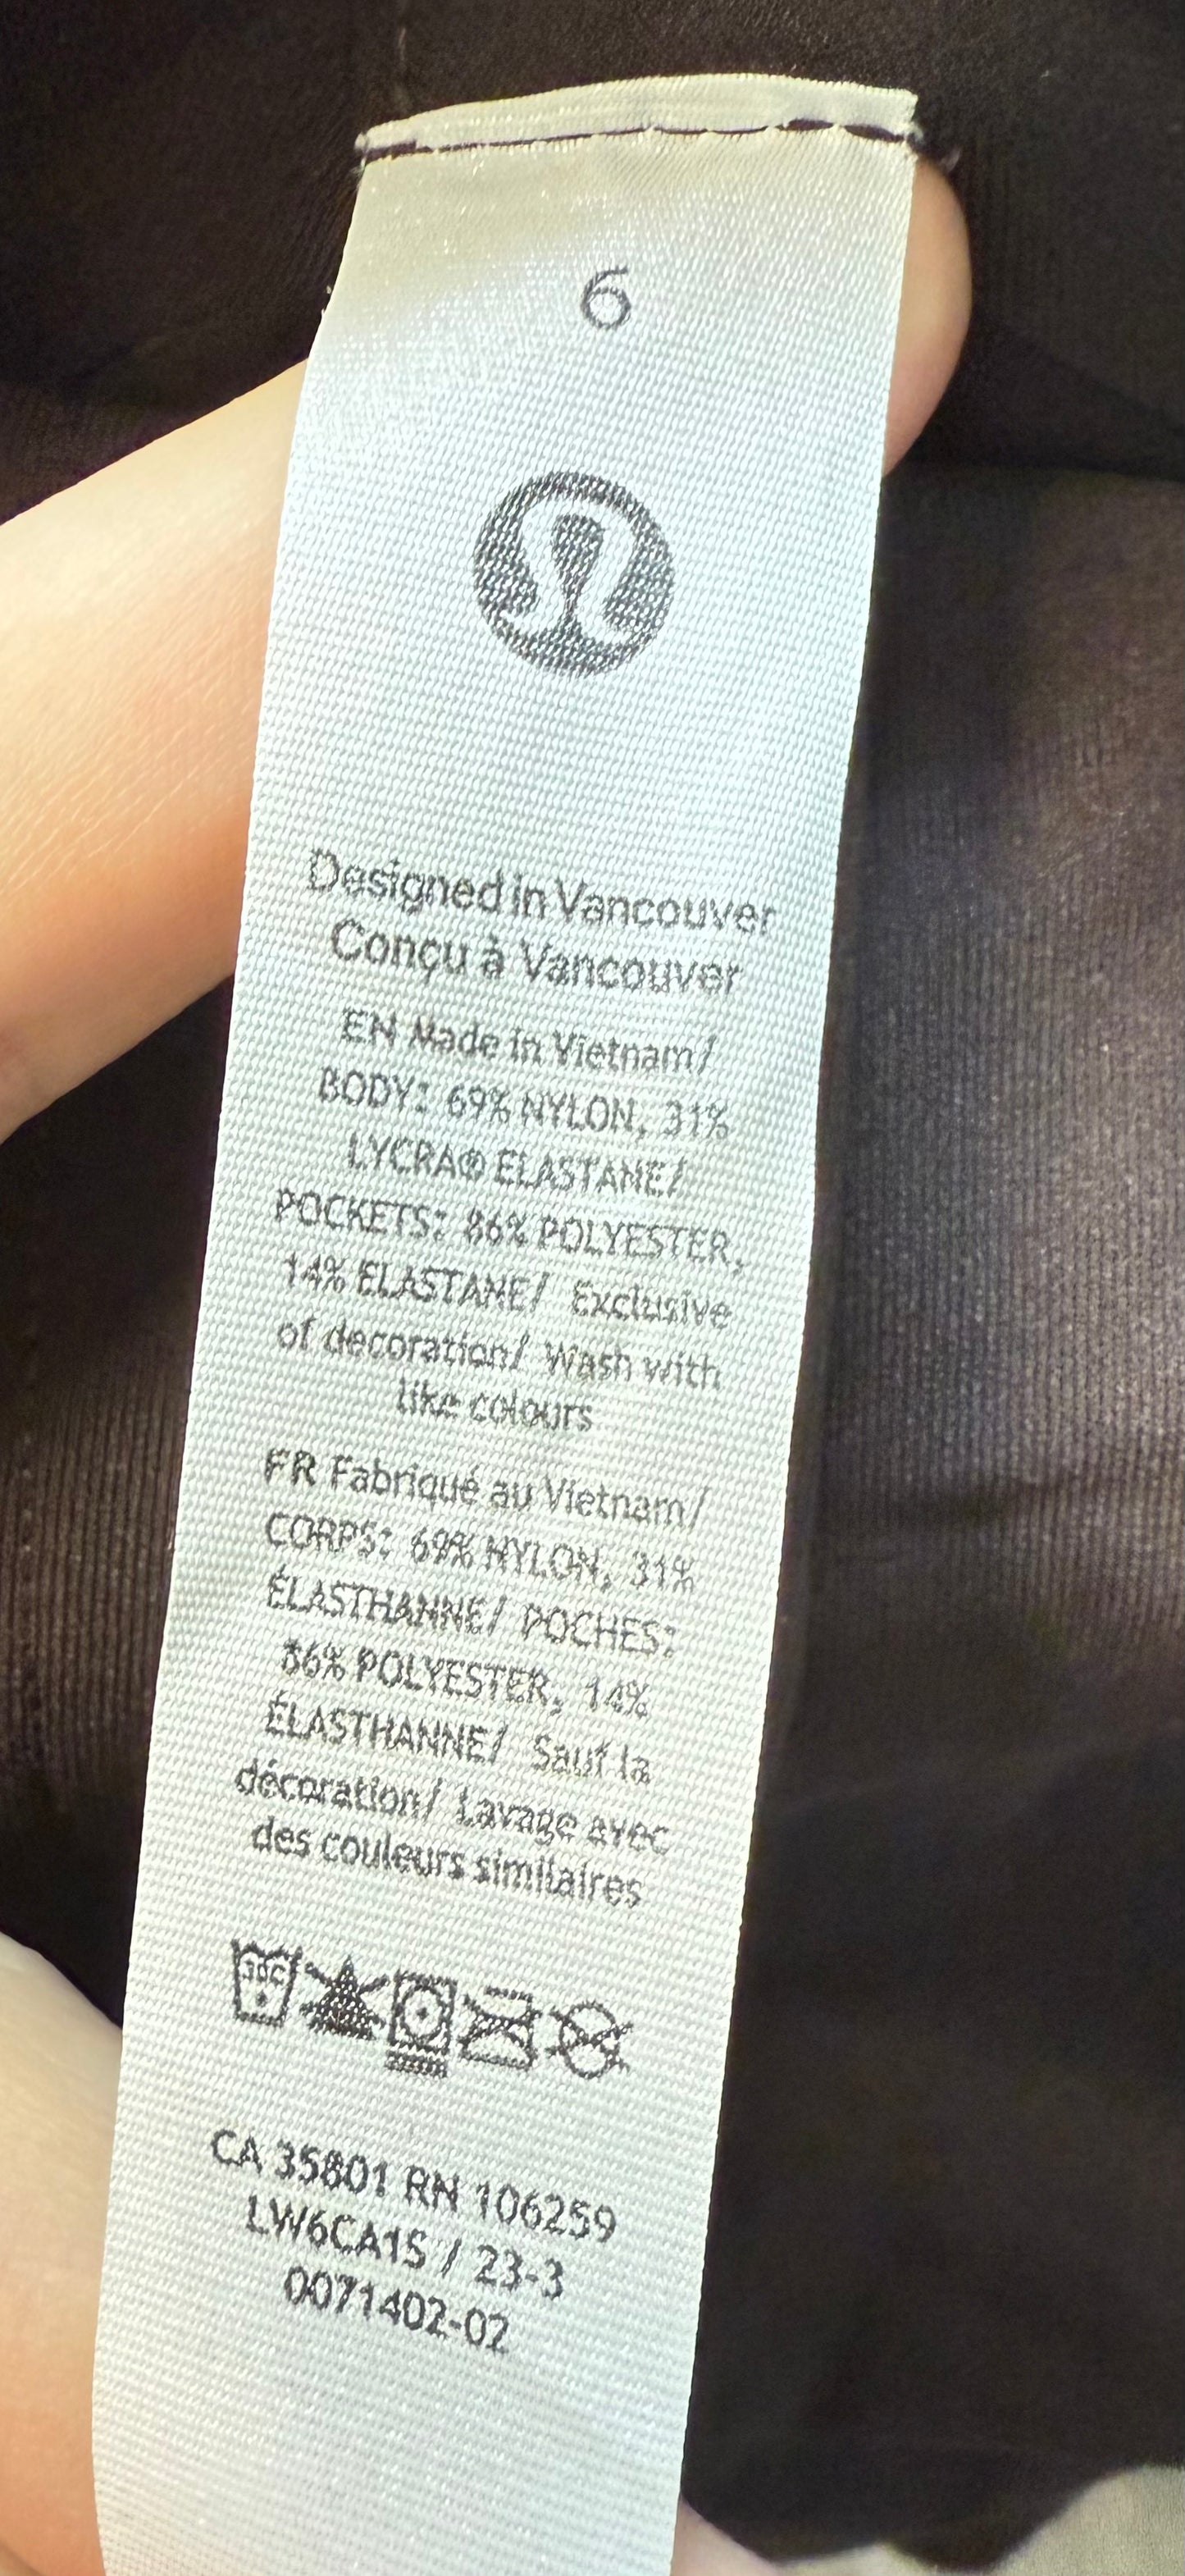 6
Designed in Vancouver
Conçu à Vancouver
EN Made in Vietnam/
BODY: 69% NYLON, 31%
LYCRA® ELASTANE/
POCKETS: 86% POLYESTER,
14% ELASTANE/ Exclusive
of decoration/ Wash with
like colours
FR Fabriqué au Vietnam/
CORPS: 69% NYLON, 31%
ÉLASTHANNE/ POCHES:
86% POLYESTER, 14%
ÉLASTHANNE/ Sauf la
décoration/ Lavage avec
des couleurs similaires
30C
CA 35801 RN 106259
LW6CA1S / 23-3
0071402-02